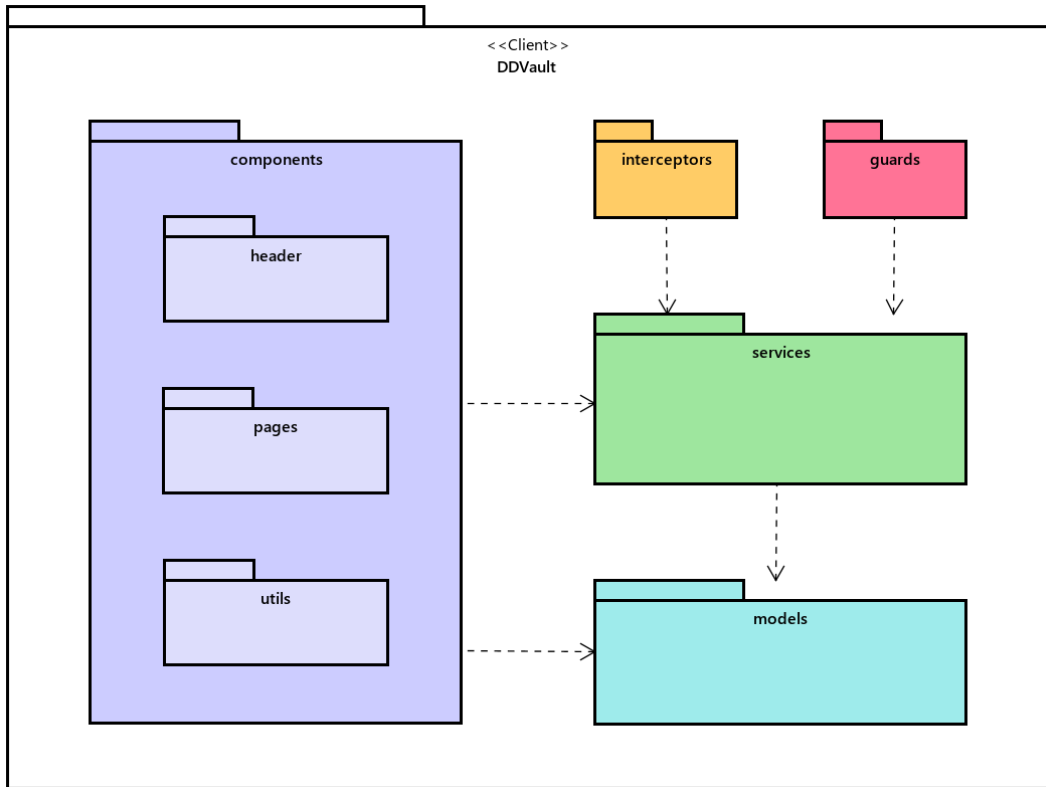 <<Client>>
DDVault
components
interceptors
guards
header
services
pages
utils
models